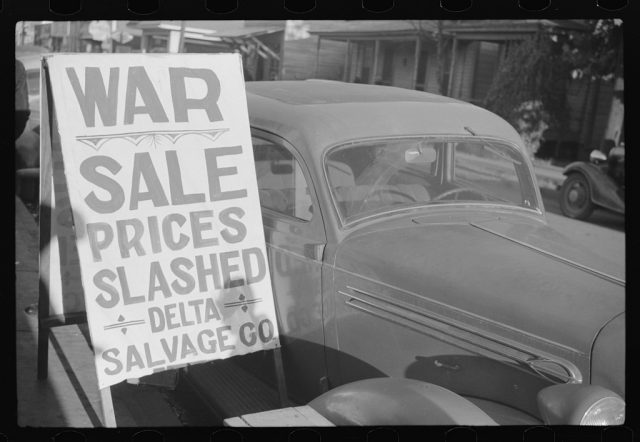 WAR
SALE
PRICES
SLASHED
DELTA
SALVAGE CO